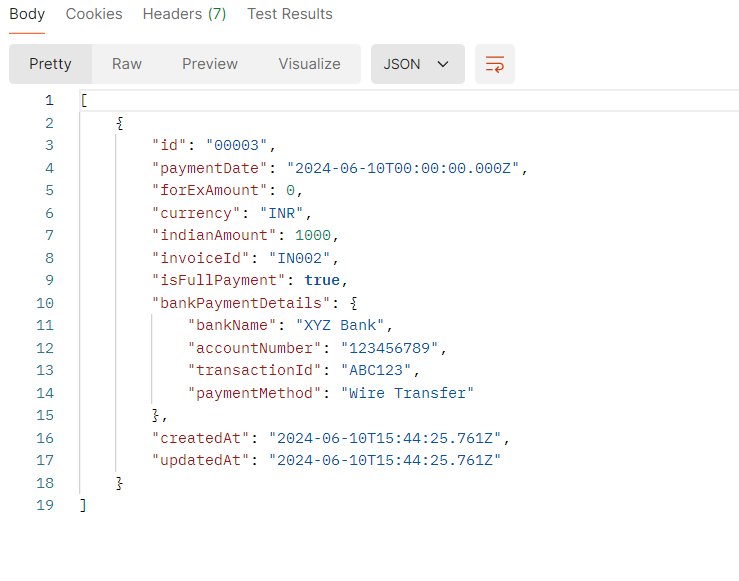 Body Cookies Headers (7) Test Results
Pretty Raw Preview Visualize JSON
1 [
2 {
3 "id": "00003",
4 "paymentDate": "2024-06-10T00:00:00.000Z",
5 "forExAmount": 0,
6 "currency": "INR",
7 "indianAmount": 1000,
8 "invoiceId": "IN002",
9 "isFullPayment": true,
10 "bankPaymentDetails": {
11 "bankName": "XYZ Bank",
12 "accountNumber": "123456789",
13 "transactionId": "ABC123",
14 "paymentMethod": "Wire Transfer"
15 },
16 "createdAt": "2024-06-10T15:44:25.761Z",
17 "updatedAt": "2024-06-10T15:44:25.761Z"
18 }
19 ]